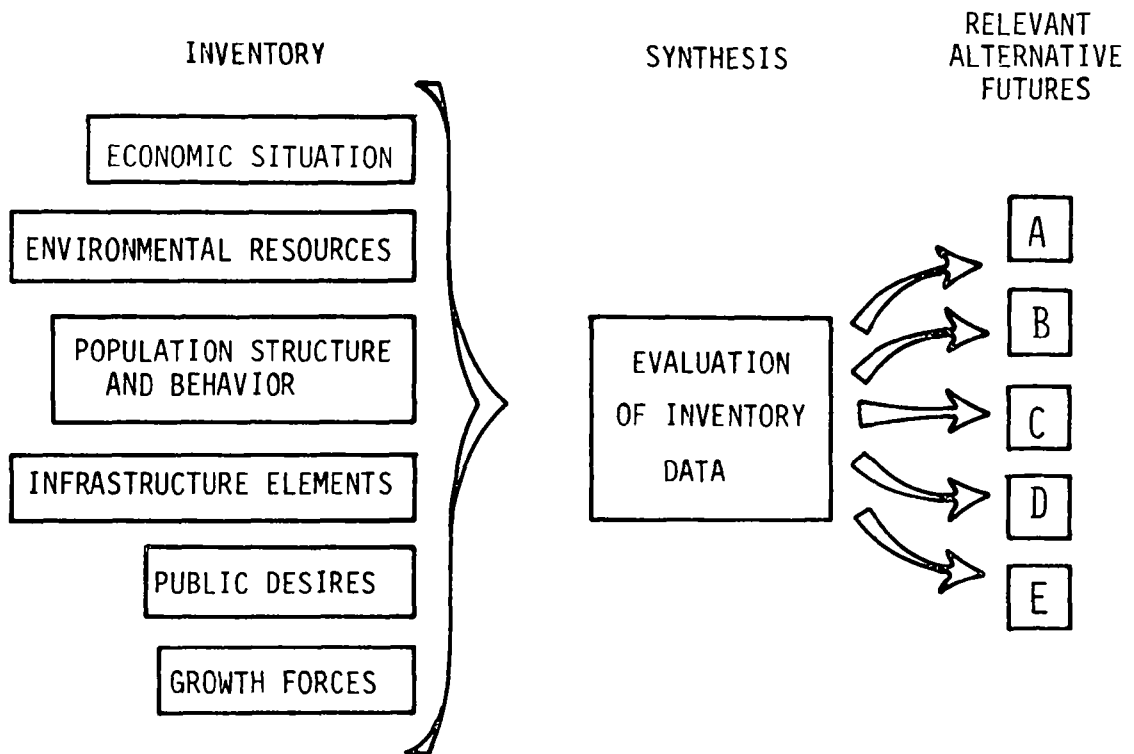 INVENTORY
ECONOMIC SITUATION
ENVIRONMENTAL RESOURCES
POPULATION STRUCTURE
AND BEHAVIOR
INFRASTRUCTURE ELEMENTS
PUBLIC DESIRES
GROWTH FORCES
SYNTHESIS
EVALUATION
OF INVENTORY
DATA
RELEVANT
ALTERNATIVE
FUTURES
A
B
C
D
E